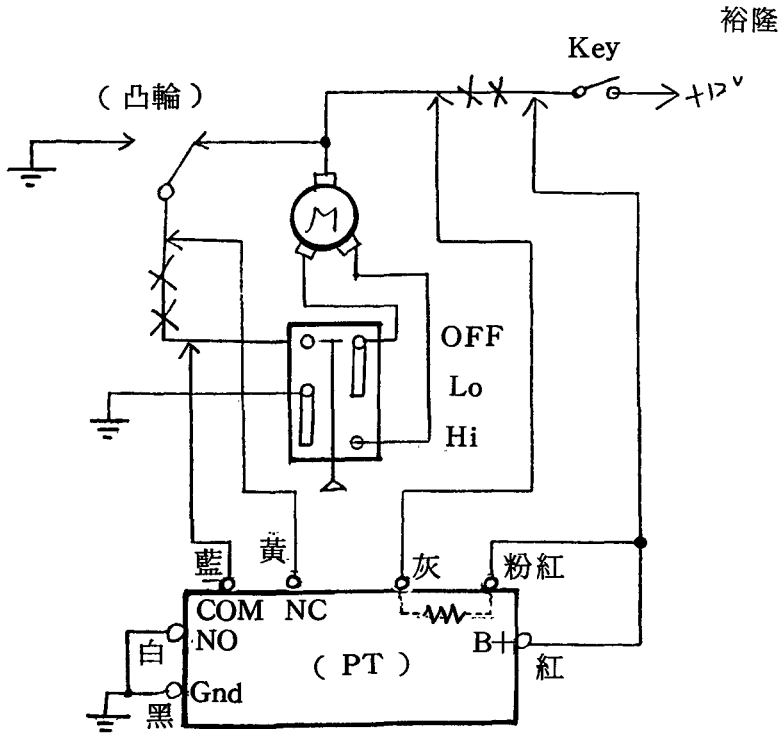 裕隆
Key
+12V
(凸輪)
M
OFF
Lo
Hi
藍
黃
灰
粉紅
COM NC
NO
B+
白
(PT)
紅
Gnd
黑